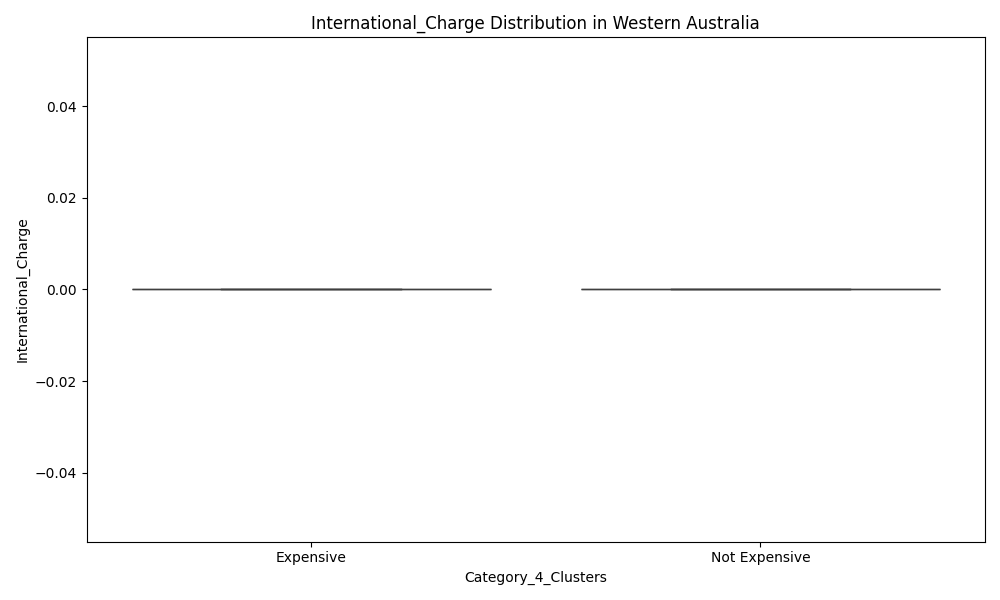 International_Charge Distribution in Western Australia
0.04
0.02
0.00
−0.02
−0.04
International_Charge
Expensive
Not Expensive
Category_4_Clusters